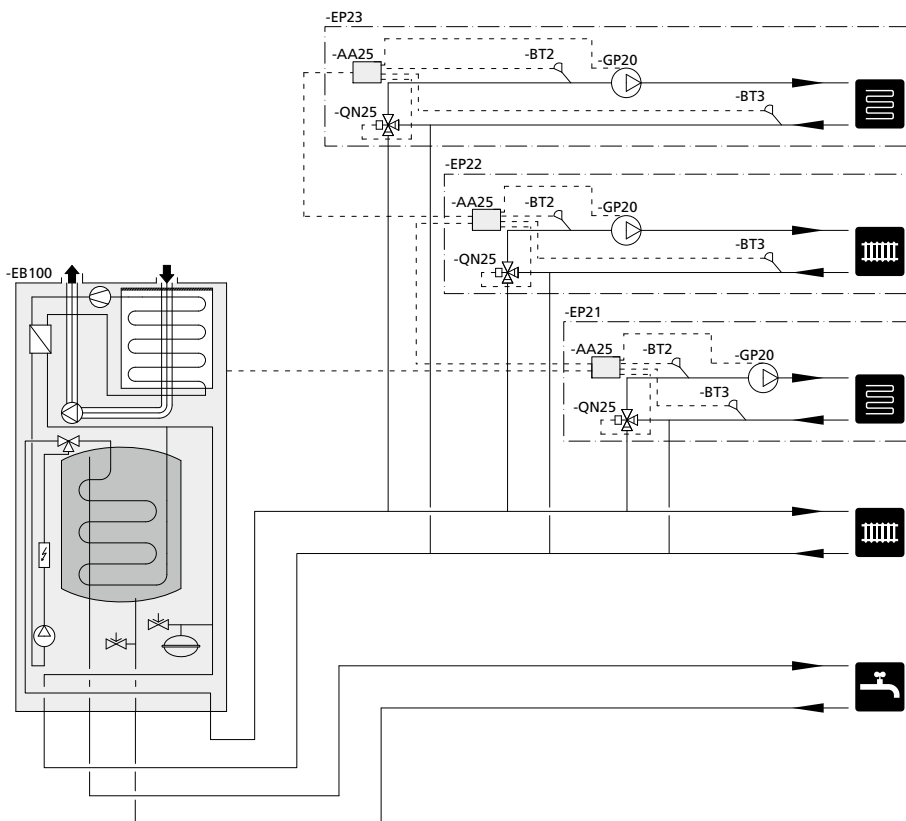 -EP23
-AA25
-BT2
-GP20
-BT3
-QN25
-EP22
-AA25
-BT2
-GP20
-BT3
-QN25
-EB100
-EP21
-AA25
-BT2
-GP20
-BT3
-QN25